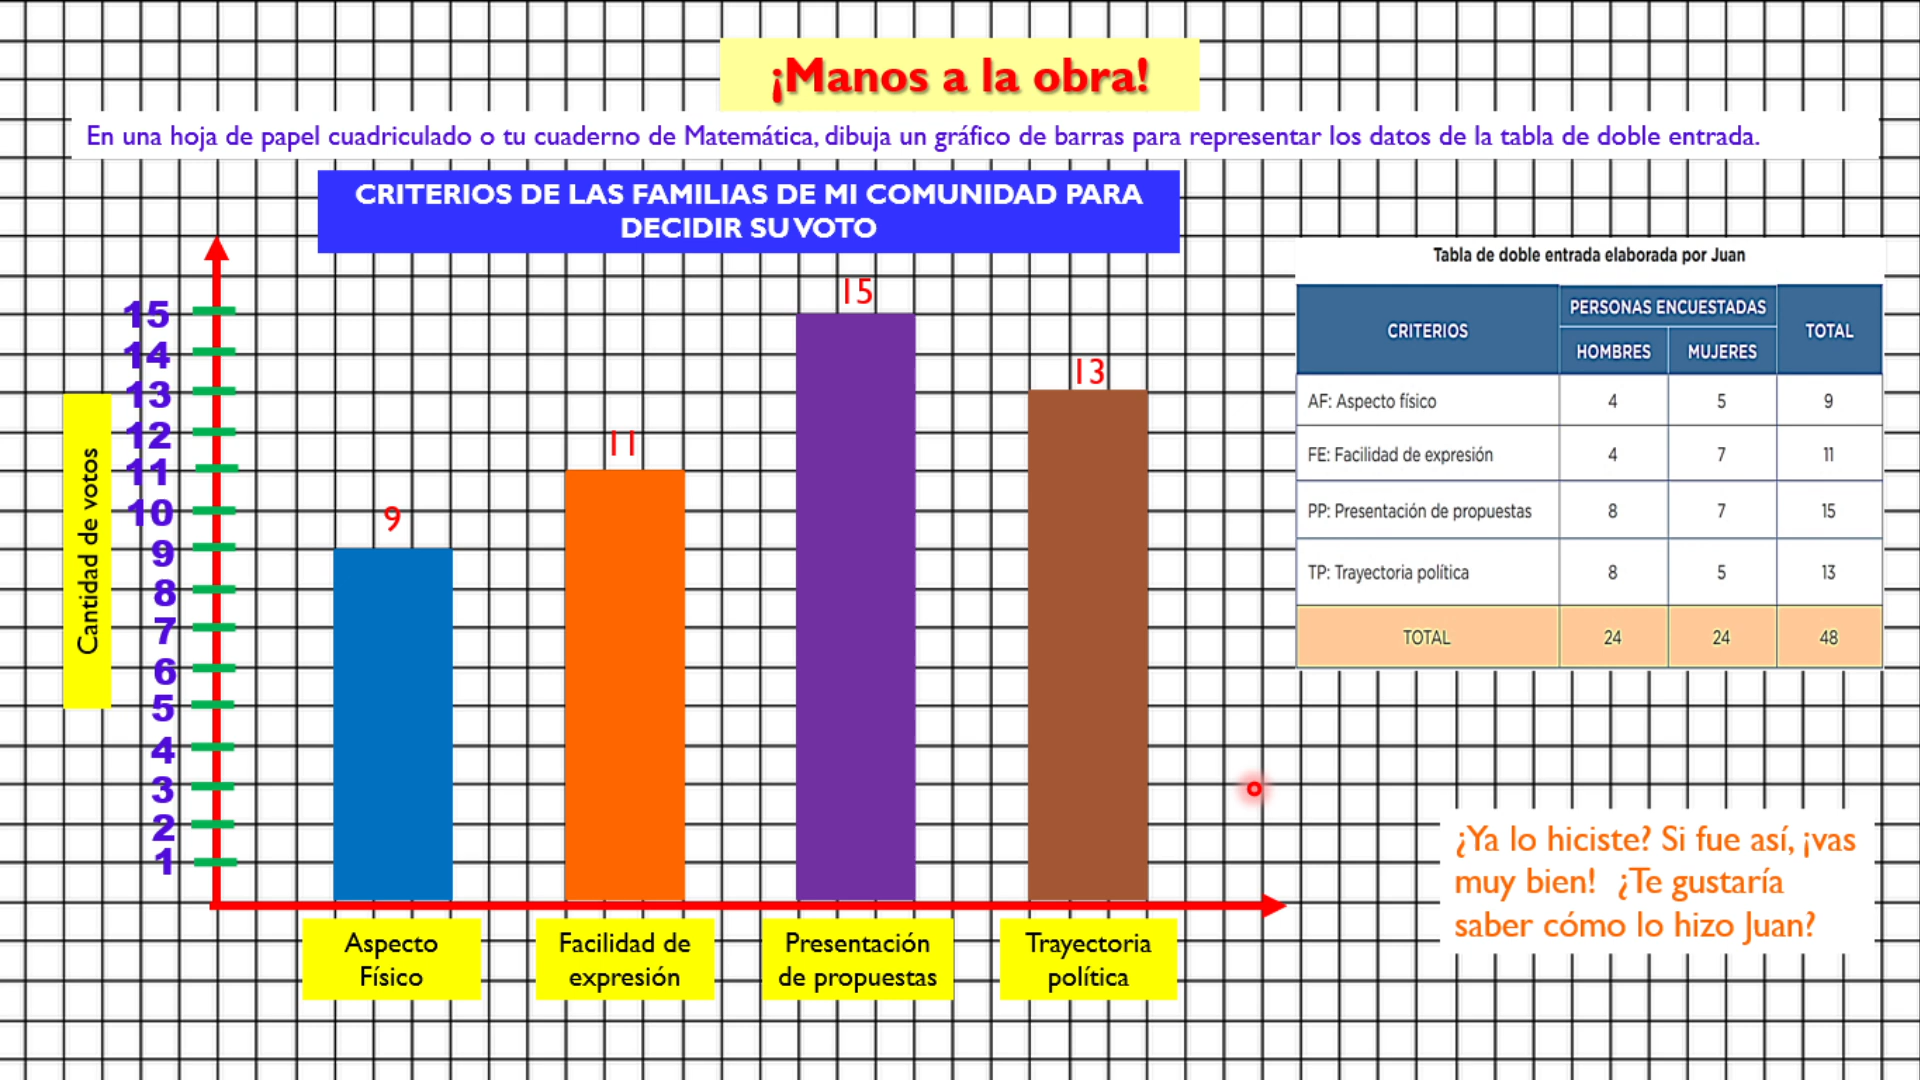 ¡Manos a la obra!
En una hoja de papel cuadriculado o tu cuaderno de Matemática, dibuja un gráfico de barras para representar los datos de la tabla de doble entrada.
CRITERIOS DE LAS FAMILIAS DE MI COMUNIDAD PARA
DECIDIR SU VOTO
Cantidad de votos
15
14
13
12
11
10
9
8
7
6
5
4
3
2
1
9
11
15
13
Aspecto
Físico
Facilidad de
expresión
Presentación
de propuestas
Trayectoria
política
Tabla de doble entrada elaborada por Juan
CRITERIOS PERSONAS ENCUESTADAS TOTAL
HOMBRES MUJERES
AF: Aspecto físico 4 5 9
FE: Facilidad de expresión 4 7 11
PP: Presentación de propuestas 8 7 15
TP: Trayectoria política 8 5 13
TOTAL 24 24 48
¿Ya lo hiciste? Si fue así, ¡vas
muy bien! ¿Te gustaría
saber cómo lo hizo Juan?